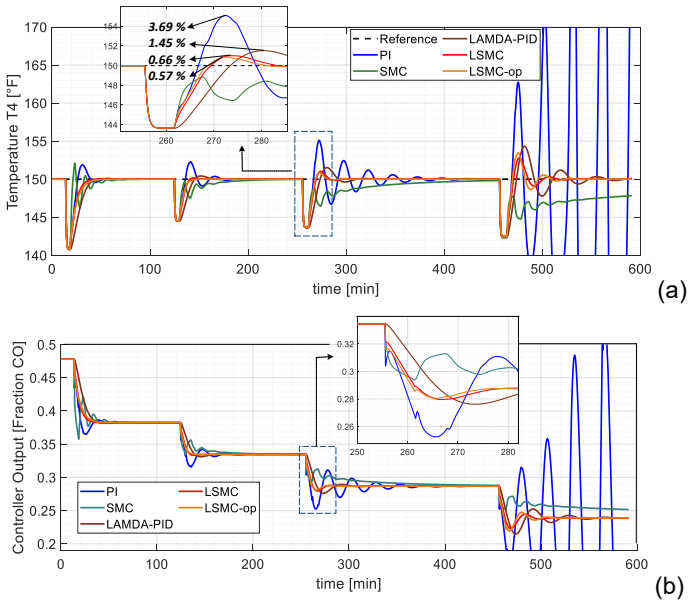 156
154
152
150
148
146
144
260
270
280
3.69 %
1.45 %
0.66 %
0.57 %
Reference
PI
SMC
LAMDA-PID
LSMC
LSMC-op
Temperature T4 [°F]
170
165
160
155
150
145
140
0
100
200
300
400
500
600
time [min]
(a)
Controller Output [Fraction CO]
0.5
0.45
0.4
0.35
0.3
0.25
0.2
0.32
0.3
0.28
0.26
250
260
270
280
PI
SMC
LAMDA-PID
LSMC
LSMC-op
0
100
200
300
400
500
600
time [min]
(b)